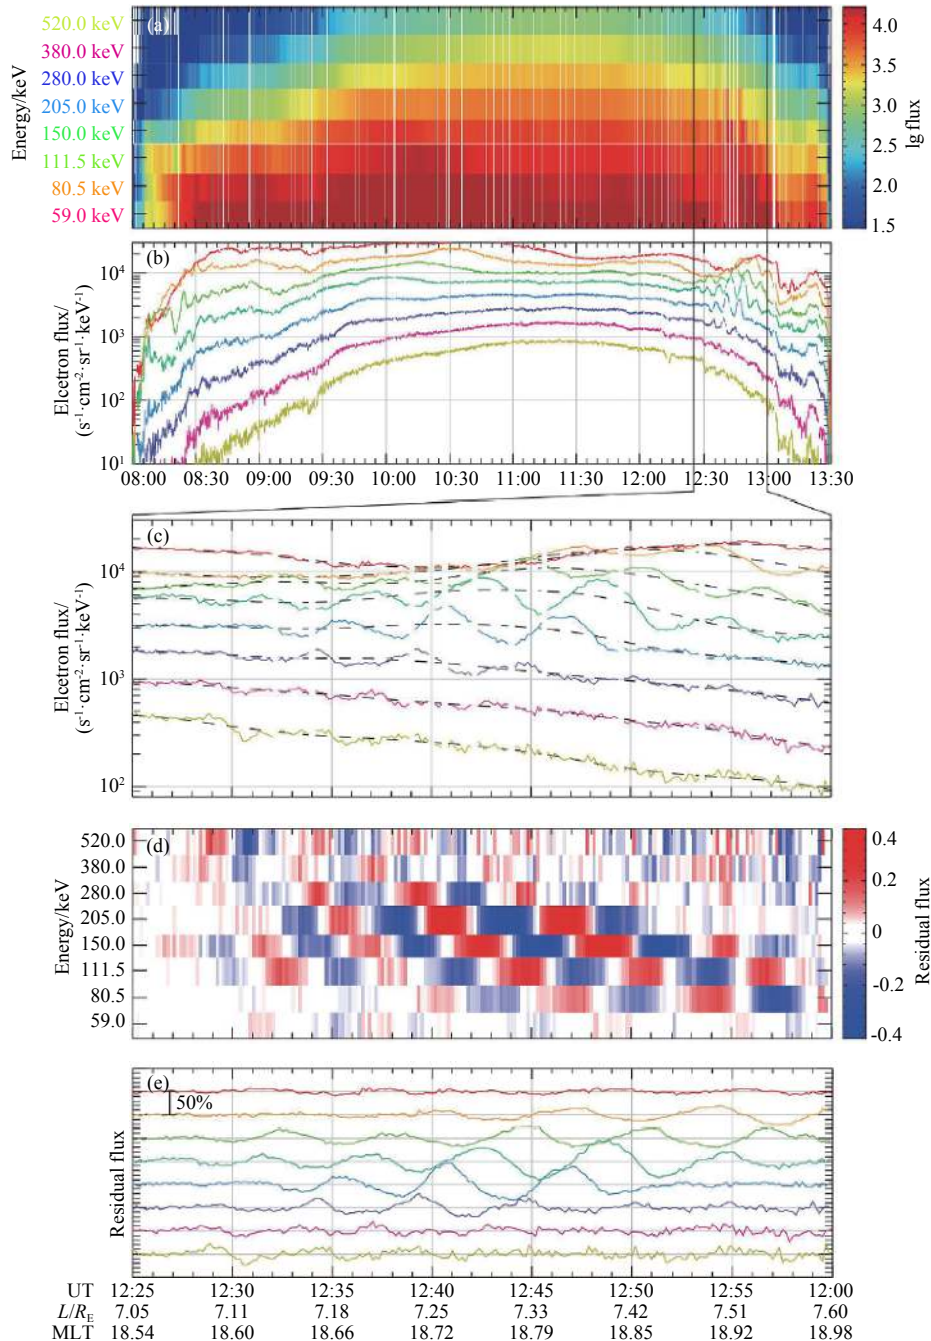 (a)
520.0 keV
380.0 keV
280.0 keV
205.0 keV
150.0 keV
111.5 keV
80.5 keV
59.0 keV
Energy/keV
4.0
3.5
3.0
2.5
2.0
1.5
lg flux
(b)
10⁴
10³
10²
10¹
Elcetron flux/
(s⁻¹·cm⁻²·sr⁻¹·keV⁻¹)
08:00 08:30 09:00 09:30 10:00 10:30 11:00 11:30 12:00 12:30 13:00 13:30
(c)
10⁴
10³
10²
Elcetron flux/
(s⁻¹·cm⁻²·sr⁻¹·keV⁻¹)
(d)
520.0
380.0
280.0
205.0
150.0
111.5
80.5
59.0
Energy/keV
0.4
0.2
0
-0.2
-0.4
Residual flux
(e)
50%
Residual flux
UT 12:25 12:30 12:35 12:40 12:45 12:50 12:55 12:00
L/R_E 7.05 7.11 7.18 7.25 7.33 7.42 7.51 7.60
MLT 18.54 18.60 18.66 18.72 18.79 18.85 18.92 18.98